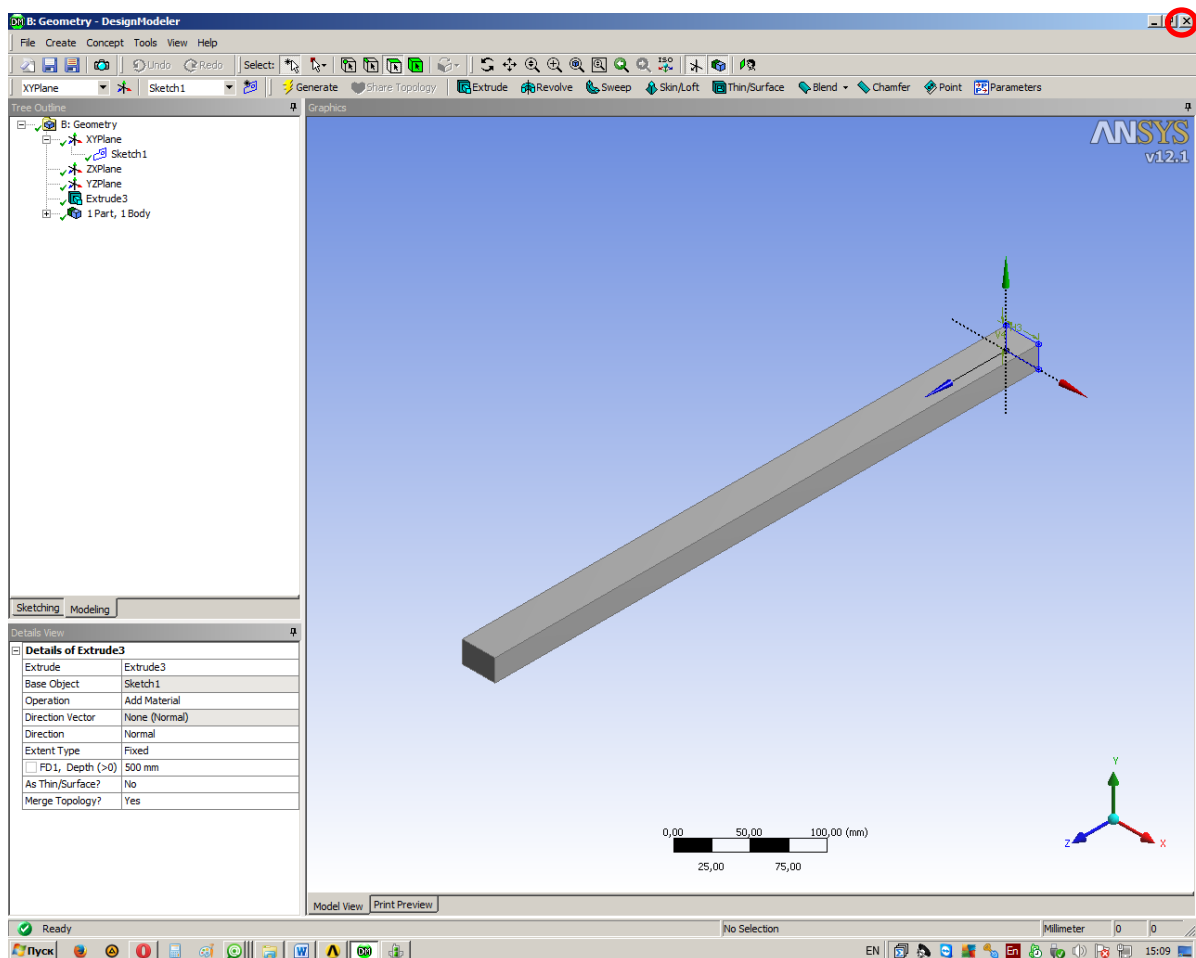 DM B: Geometry - DesignModeler
File Create Concept Tools View Help
Undo Redo Select: ISO
XYPlane Sketch1 Generate Share Topology Extrude Revolve Sweep Skin/Loft Thin/Surface Blend Chamfer Point Parameters
Tree Outline
B: Geometry
XYPlane
Sketch1
ZXPlane
YZPlane
Extrude3
1 Part, 1 Body
Sketching Modeling
Details View
Details of Extrude3
Extrude Extrude3
Base Object Sketch1
Operation Add Material
Direction Vector None (Normal)
Direction Normal
Extent Type Fixed
FD1, Depth (>0) 500 mm
As Thin/Surface? No
Merge Topology? Yes
Graphics
ANSYS
v12.1
0,00 50,00 100,00 (mm)
25,00 75,00
Y
Z X
Model View Print Preview
Ready No Selection Millimeter 0 0
Пуск W DM EN En 15:09